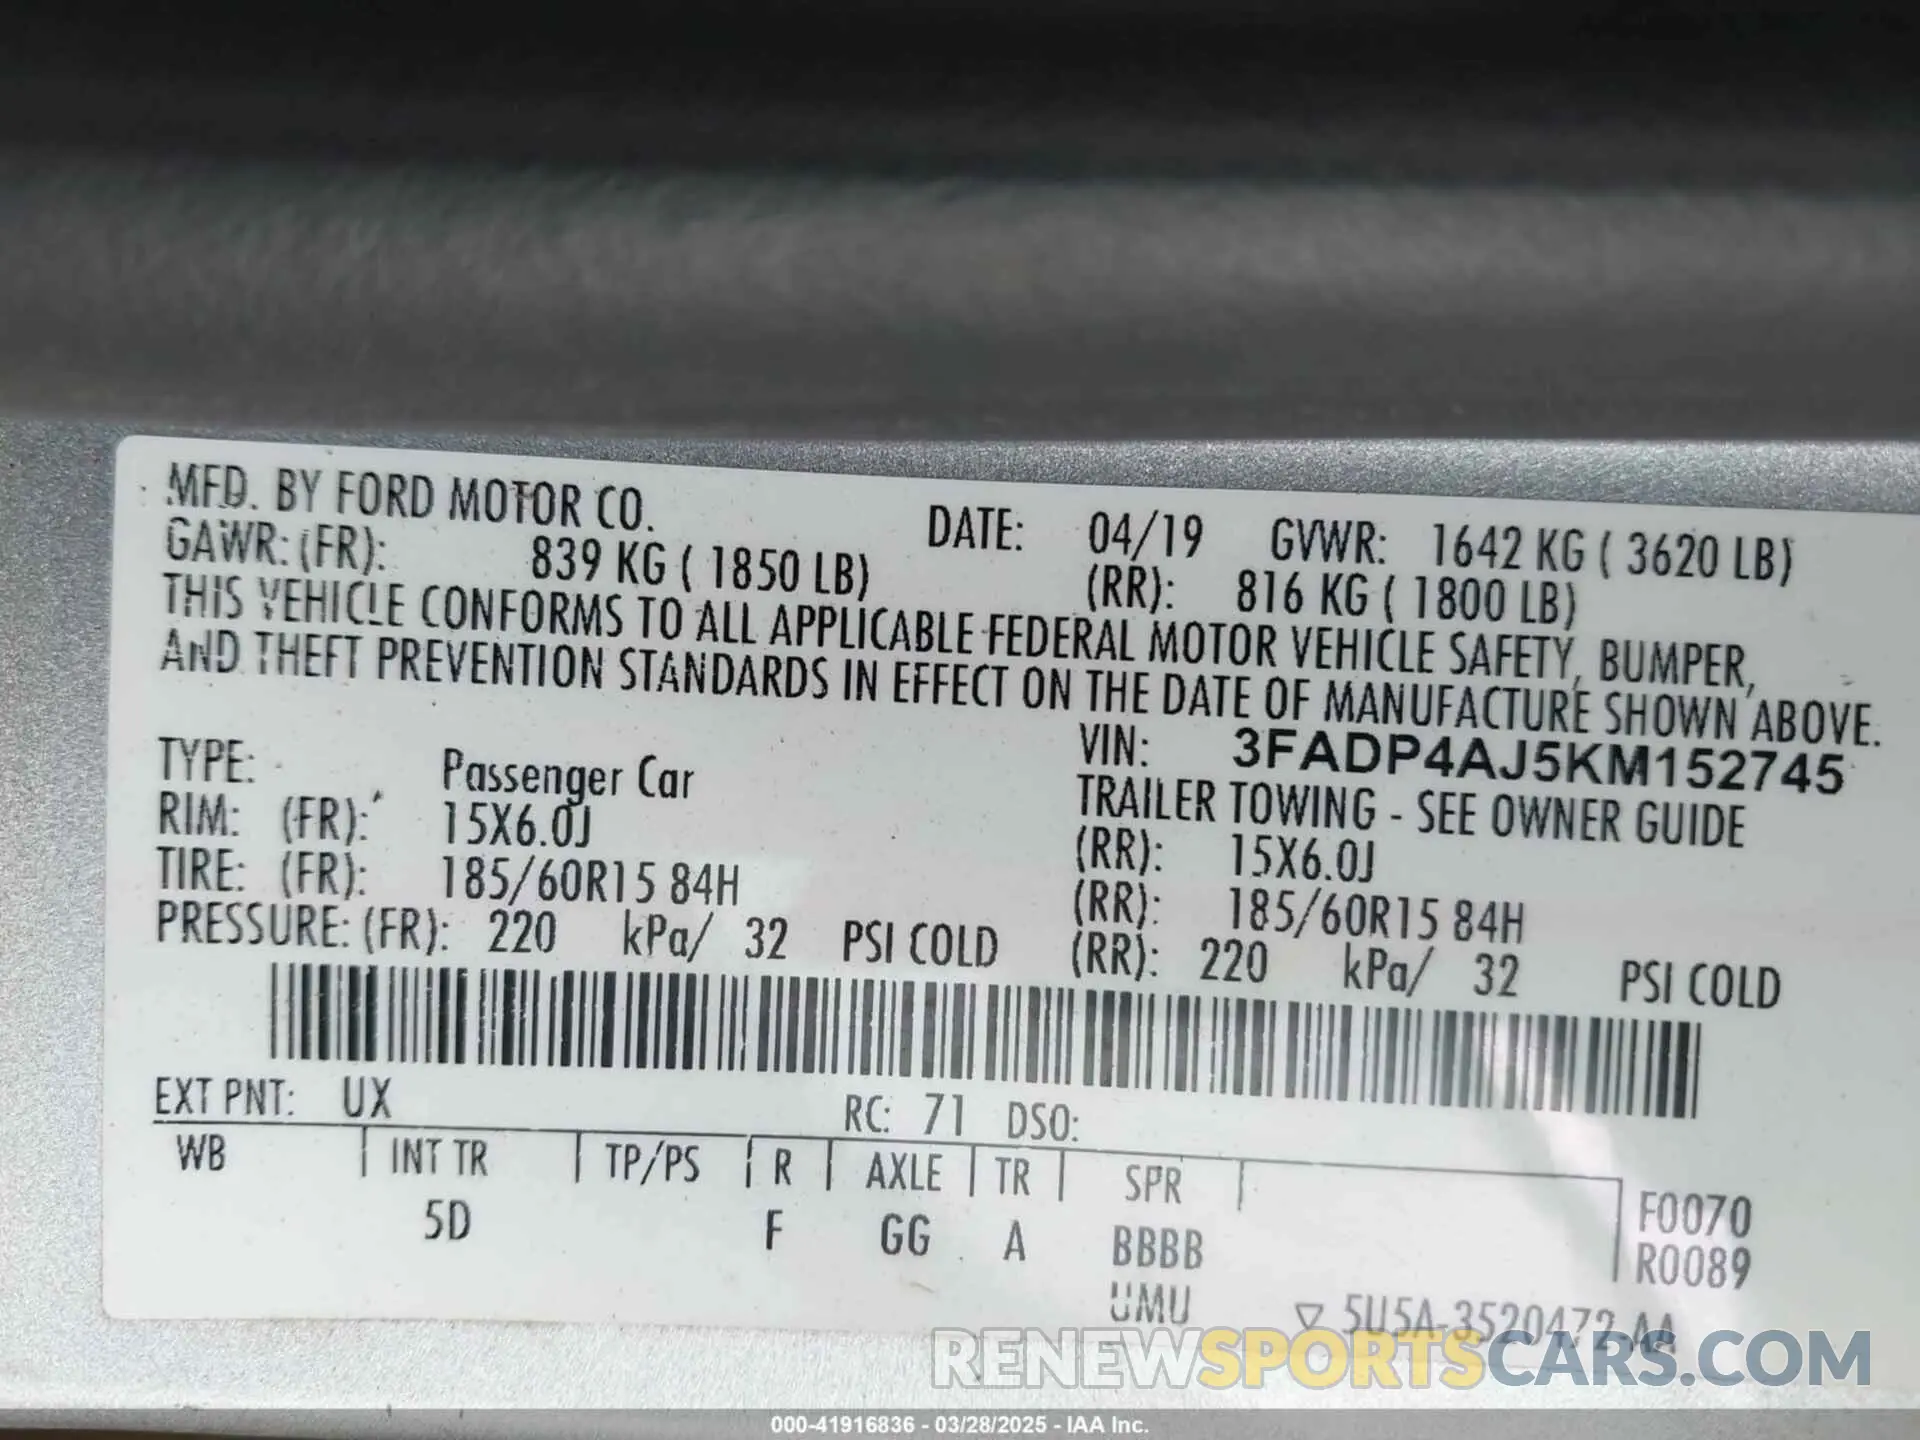 MFD. BY FORD MOTOR CO. DATE: 04/19 GVWR: 1642 KG ( 3620 LB)
GAWR: (FR): 839 KG ( 1850 LB) (RR): 816 KG ( 1800 LB)
THIS VEHICLE CONFORMS TO ALL APPLICABLE FEDERAL MOTOR VEHICLE SAFETY, BUMPER,
AND THEFT PREVENTION STANDARDS IN EFFECT ON THE DATE OF MANUFACTURE SHOWN ABOVE.
VIN: 3FADP4AJ5KM152745
TYPE: Passenger Car TRAILER TOWING - SEE OWNER GUIDE
RIM: (FR): 15X6.0J (RR): 15X6.0J
TIRE: (FR): 185/60R15 84H (RR): 185/60R15 84H
PRESSURE: (FR): 220 kPa/ 32 PSI COLD (RR): 220 kPa/ 32 PSI COLD
EXT PNT: UX RC: 71 DSO:
WB INT TR TP/PS R AXLE TR SPR
F0070
5D F GG A BBBB R0089
UMU ▽ 5U5A-3520472-AA
RENEWSPORTSCARS.COM
000-41916836 - 03/28/2025 - IAA Inc.